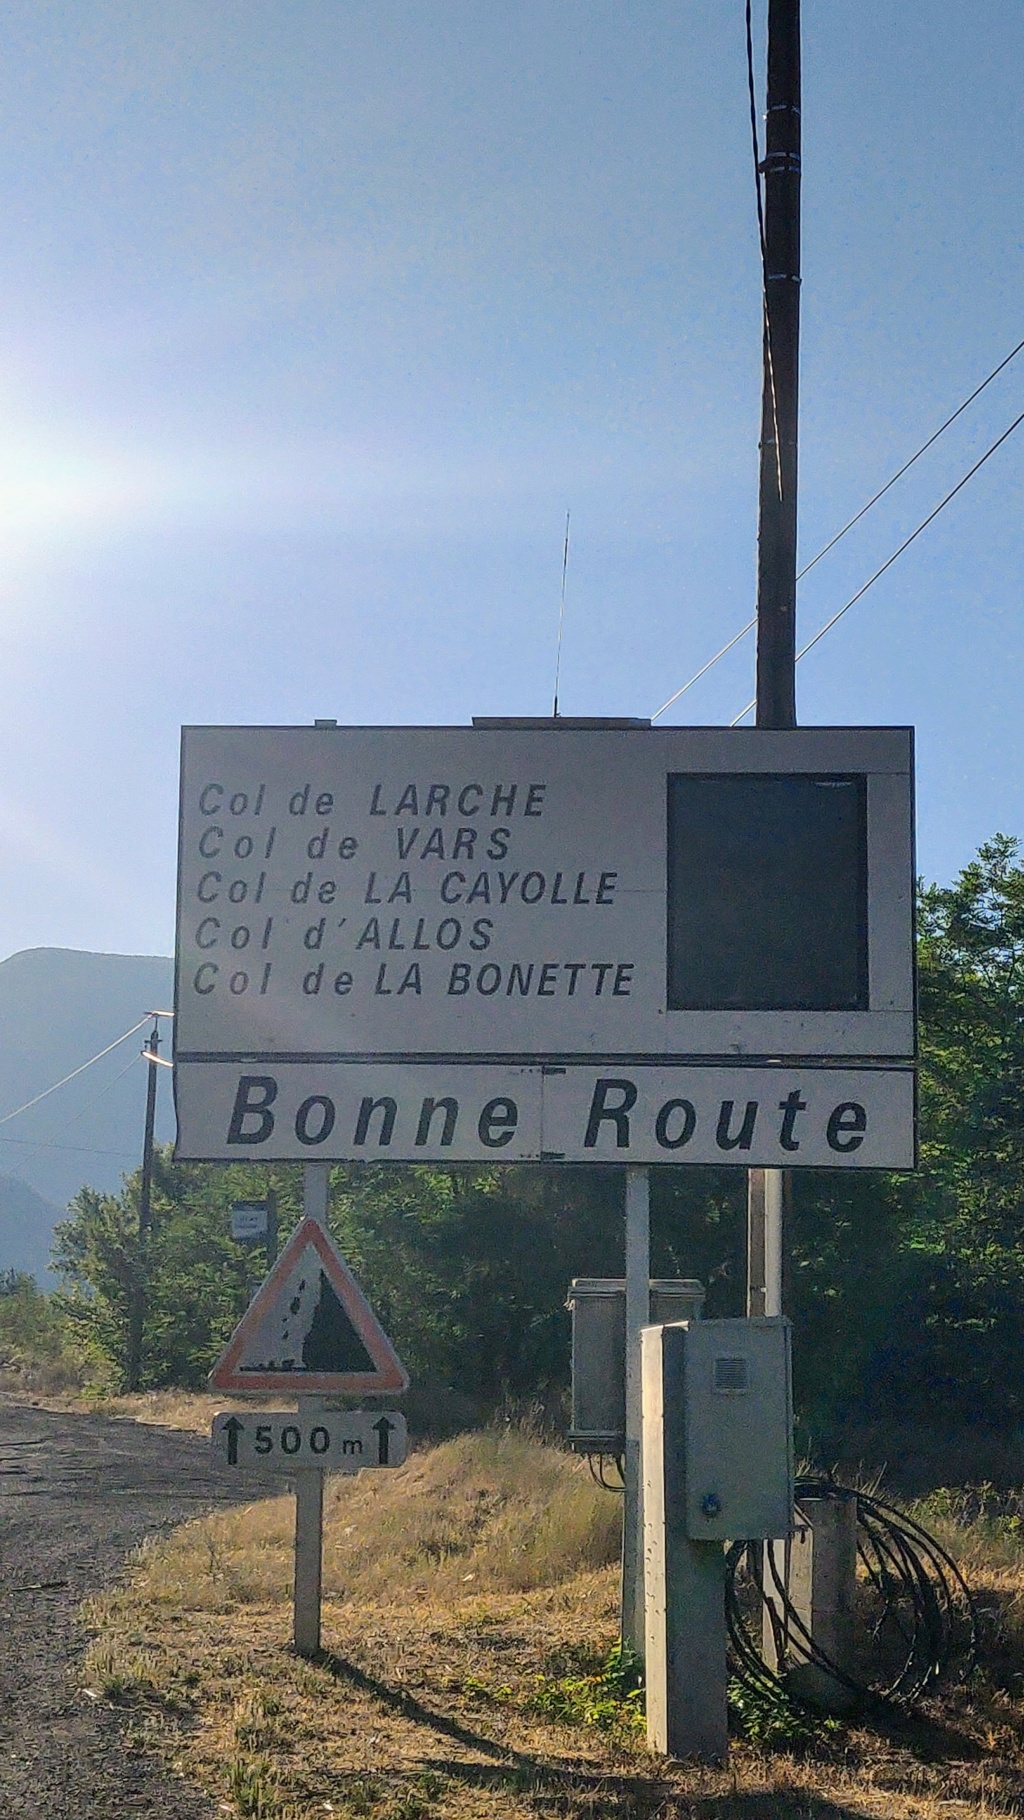 Col de LARCHE
Col de VARS
Col de LA CAYOLLE
Col d'ALLOS
Col de LA BONETTE
Bonne Route
↑500 m↑